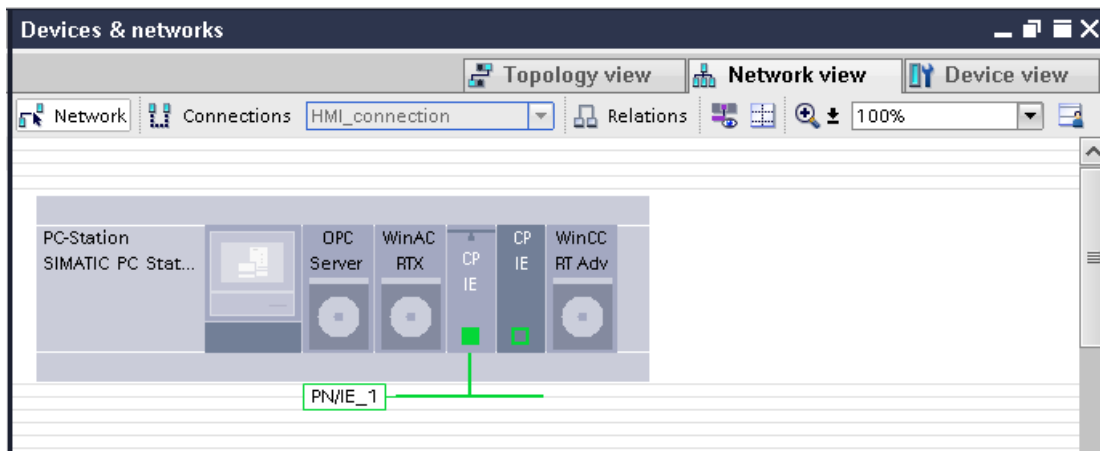 Devices & networks
Topology view Network view Device view
Network Connections HMI_connection Relations 100%
PC-Station OPC WinAC CP CP WinCC
SIMATIC PC Stat... Server RTX IE IE RT Adv
PN/IE_1